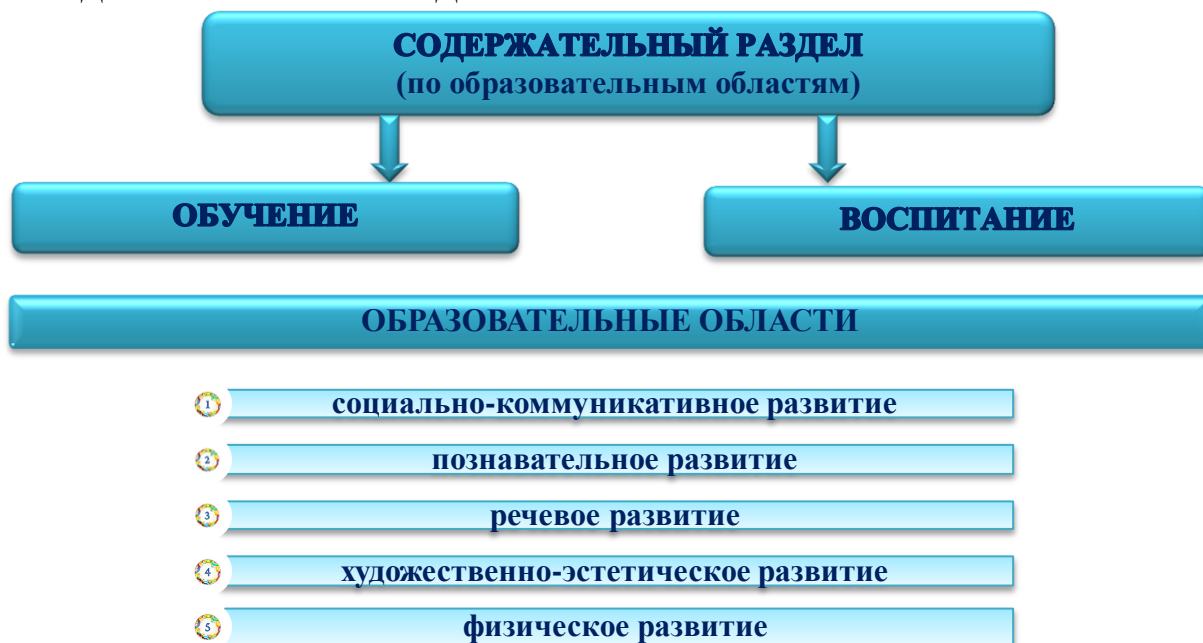 СОДЕРЖАТЕЛЬНЫЙ РАЗДЕЛ
(по образовательным областям)
ОБУЧЕНИЕ
ВОСПИТАНИЕ
ОБРАЗОВАТЕЛЬНЫЕ ОБЛАСТИ
1 социально-коммуникативное развитие
2 познавательное развитие
3 речевое развитие
4 художественно-эстетическое развитие
5 физическое развитие